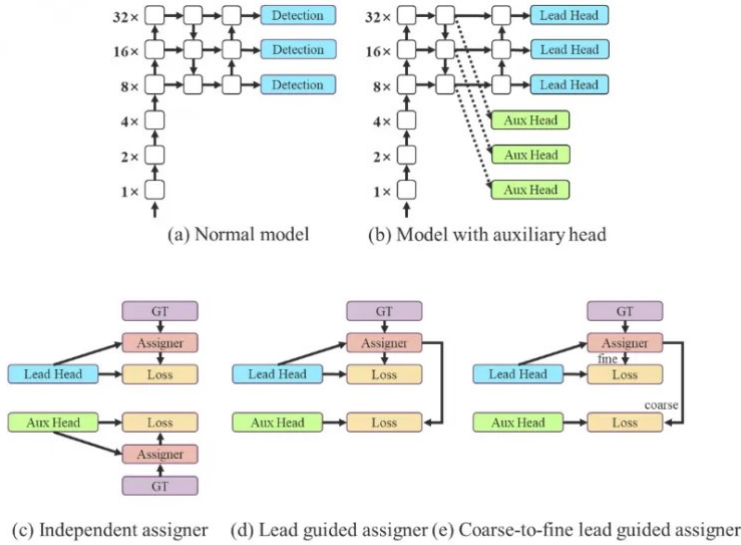 32× Detection
16× Detection
8× Detection
4×
2×
1×
(a) Normal model
32× Lead Head
16× Lead Head
8× Lead Head
4× Aux Head
2× Aux Head
1× Aux Head
(b) Model with auxiliary head
GT
Assigner
Lead Head Loss
Aux Head Loss
Assigner
GT
(c) Independent assigner
GT
Assigner
Lead Head Loss
Aux Head Loss
(d) Lead guided assigner
GT
Assigner
fine
Lead Head Loss
coarse
Aux Head Loss
(e) Coarse-to-fine lead guided assigner